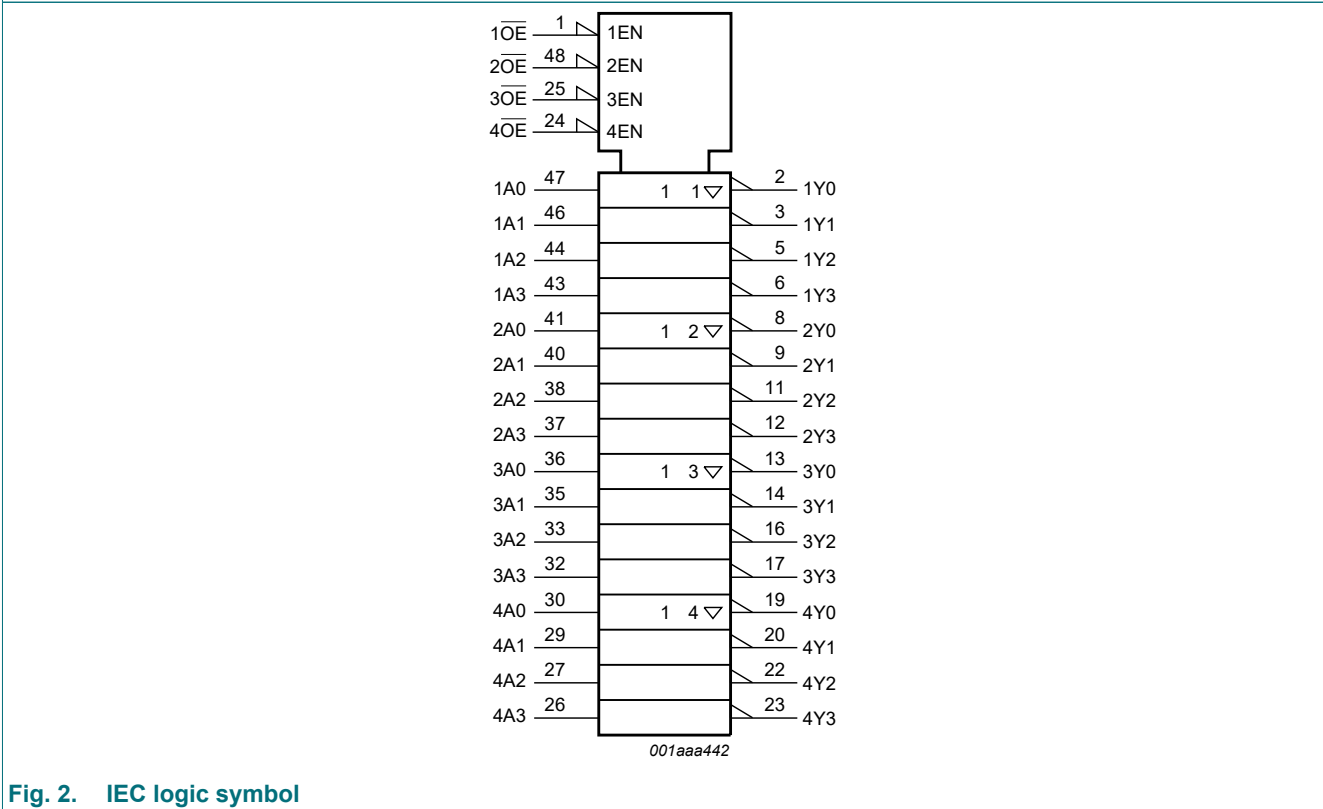 1O̅E̅ 1 1EN
2O̅E̅ 48 2EN
3O̅E̅ 25 3EN
4O̅E̅ 24 4EN
1A0 47 1 1 ▽ 2 1Y0
1A1 46 3 1Y1
1A2 44 5 1Y2
1A3 43 6 1Y3
2A0 41 1 2 ▽ 8 2Y0
2A1 40 9 2Y1
2A2 38 11 2Y2
2A3 37 12 2Y3
3A0 36 1 3 ▽ 13 3Y0
3A1 35 14 3Y1
3A2 33 16 3Y2
3A3 32 17 3Y3
4A0 30 1 4 ▽ 19 4Y0
4A1 29 20 4Y1
4A2 27 22 4Y2
4A3 26 23 4Y3
001aaa442
Fig. 2. IEC logic symbol